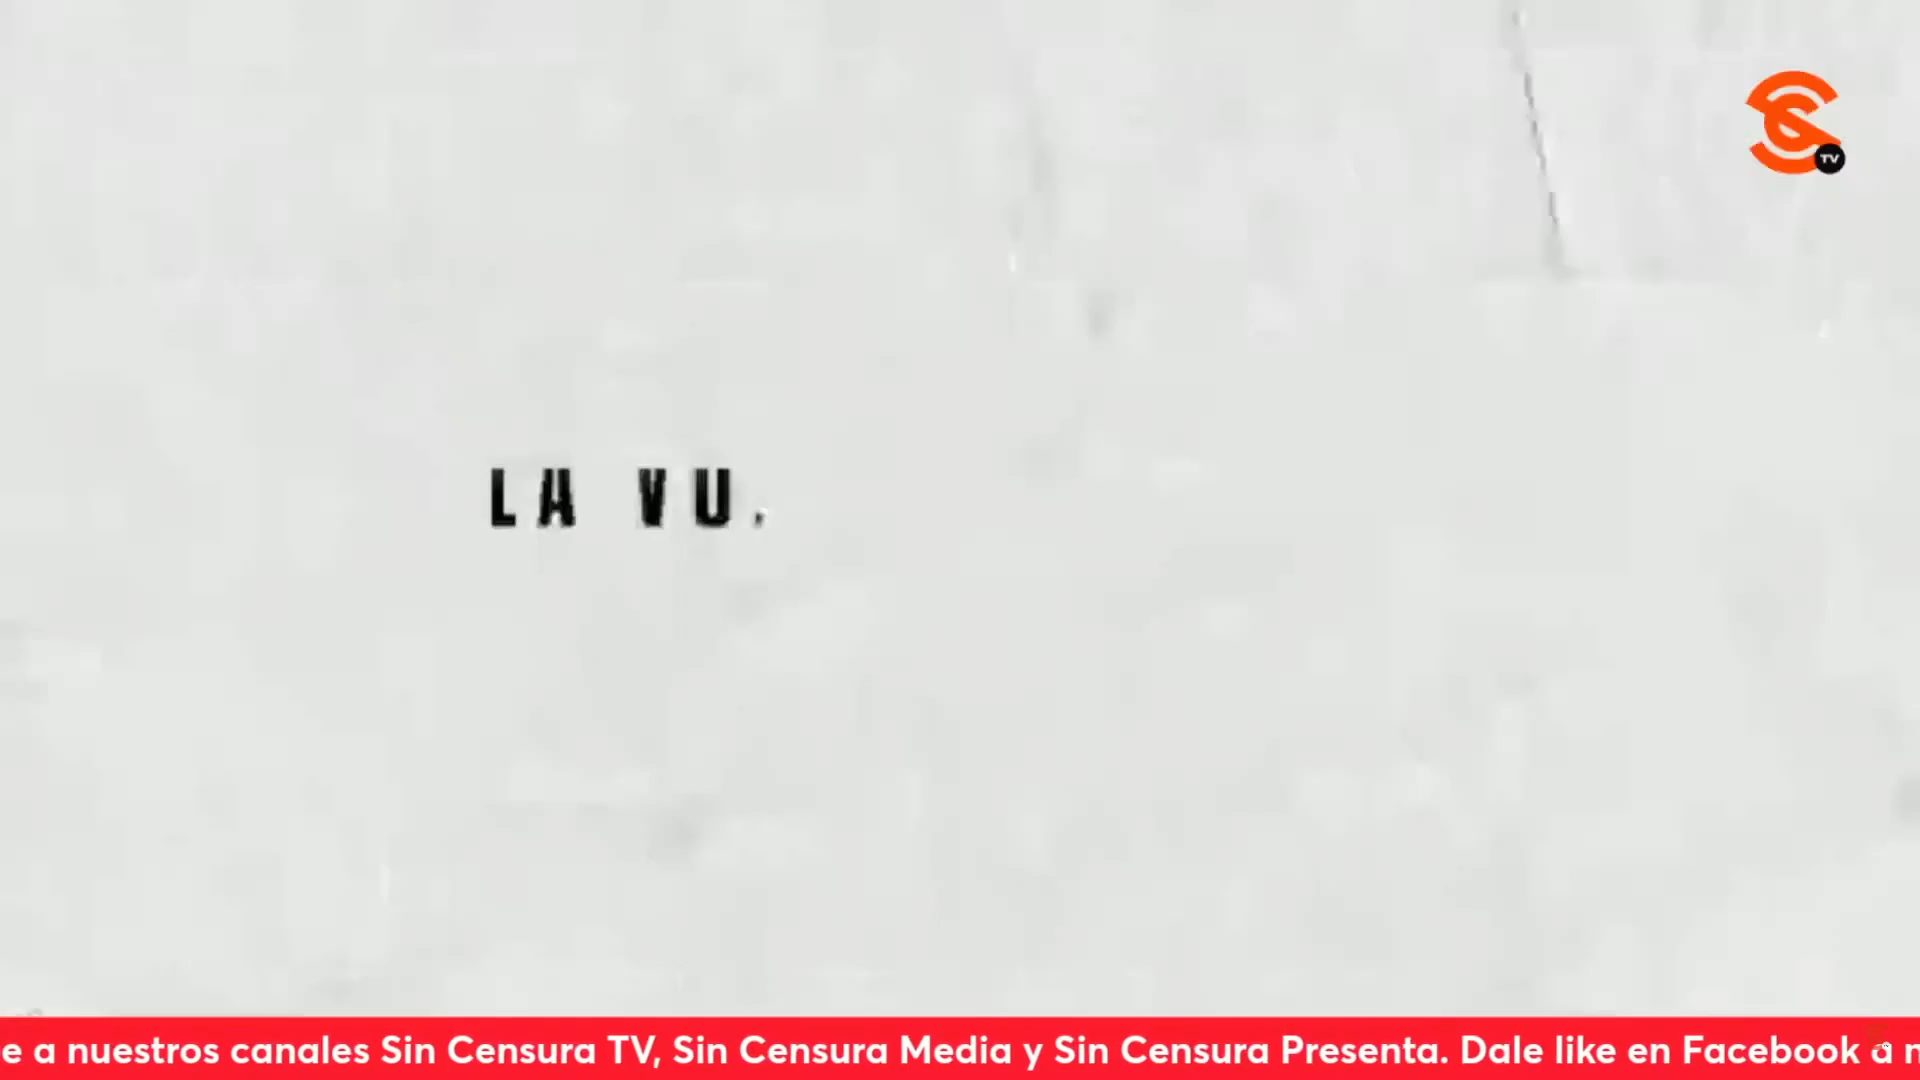 TV
LA VU
e a nuestros canales Sin Censura TV, Sin Censura Media y Sin Censura Presenta. Dale like en Facebook a n